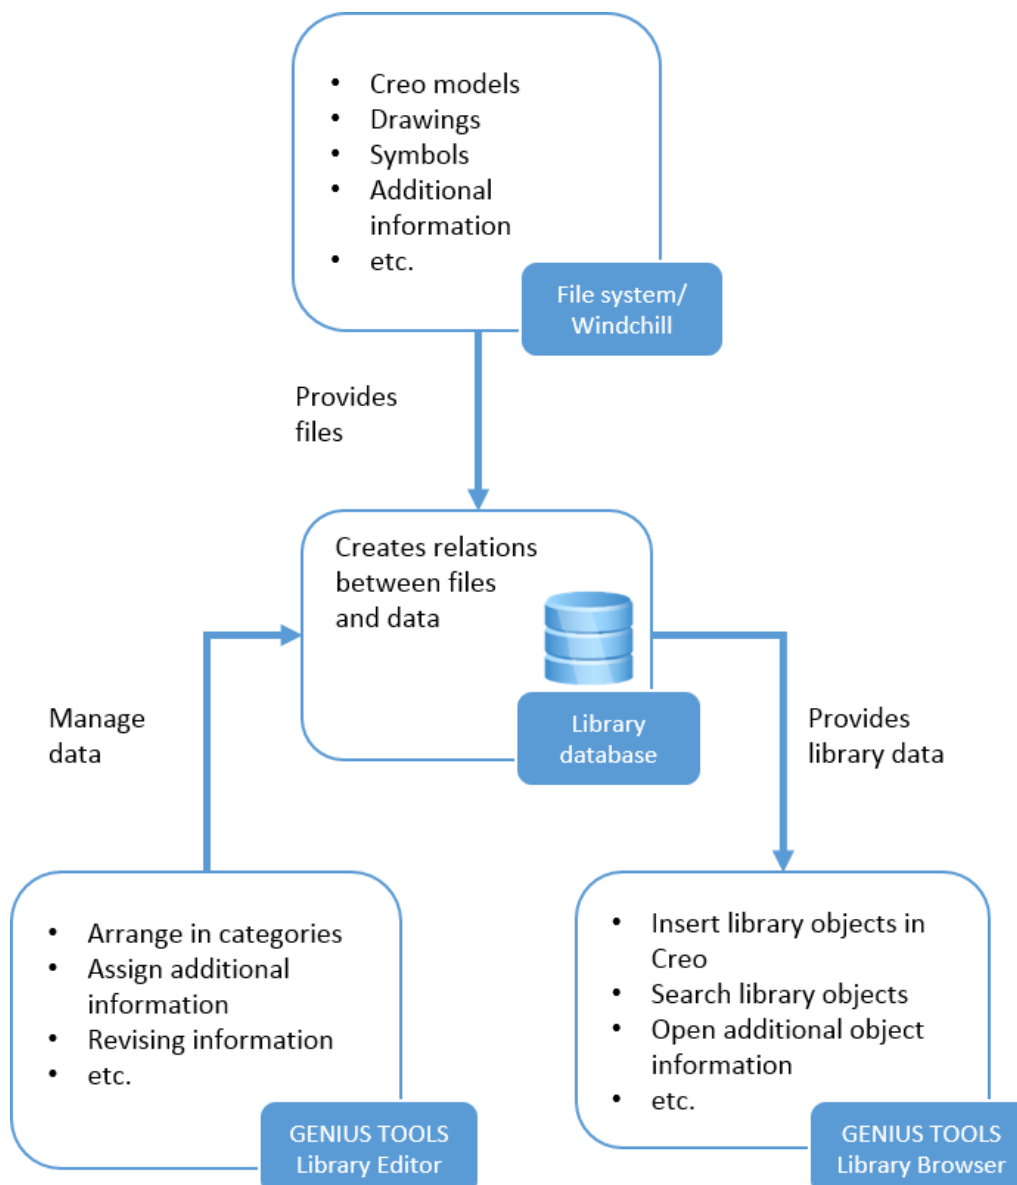 • Creo models
• Drawings
• Symbols
• Additional
information
• etc.
File system/
Windchill
Provides
files
Creates relations
between files
and data
Library
database
Manage
data
Provides
library data
• Arrange in categories
• Assign additional
information
• Revising information
• etc.
GENIUS TOOLS
Library Editor
• Insert library objects in
Creo
• Search library objects
• Open additional object
information
• etc.
GENIUS TOOLS
Library Browser